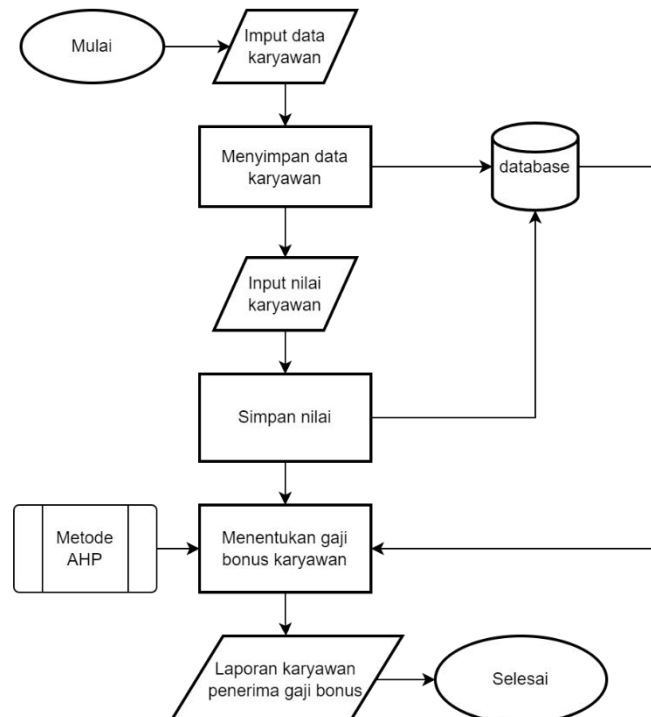 Mulai
Imput data
karyawan
Menyimpan data
karyawan
database
Input nilai
karyawan
Simpan nilai
Metode
AHP
Menentukan gaji
bonus karyawan
Laporan karyawan
penerima gaji bonus
Selesai